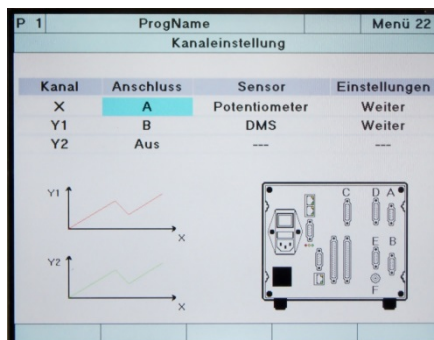 P 1 ProgName Menü 22
Kanaleinstellung
Kanal Anschluss Sensor Einstellungen
X A Potentiometer Weiter
Y1 B DMS Weiter
Y2 Aus --- ---
Y1
X
Y2
X
C D A
E B
F